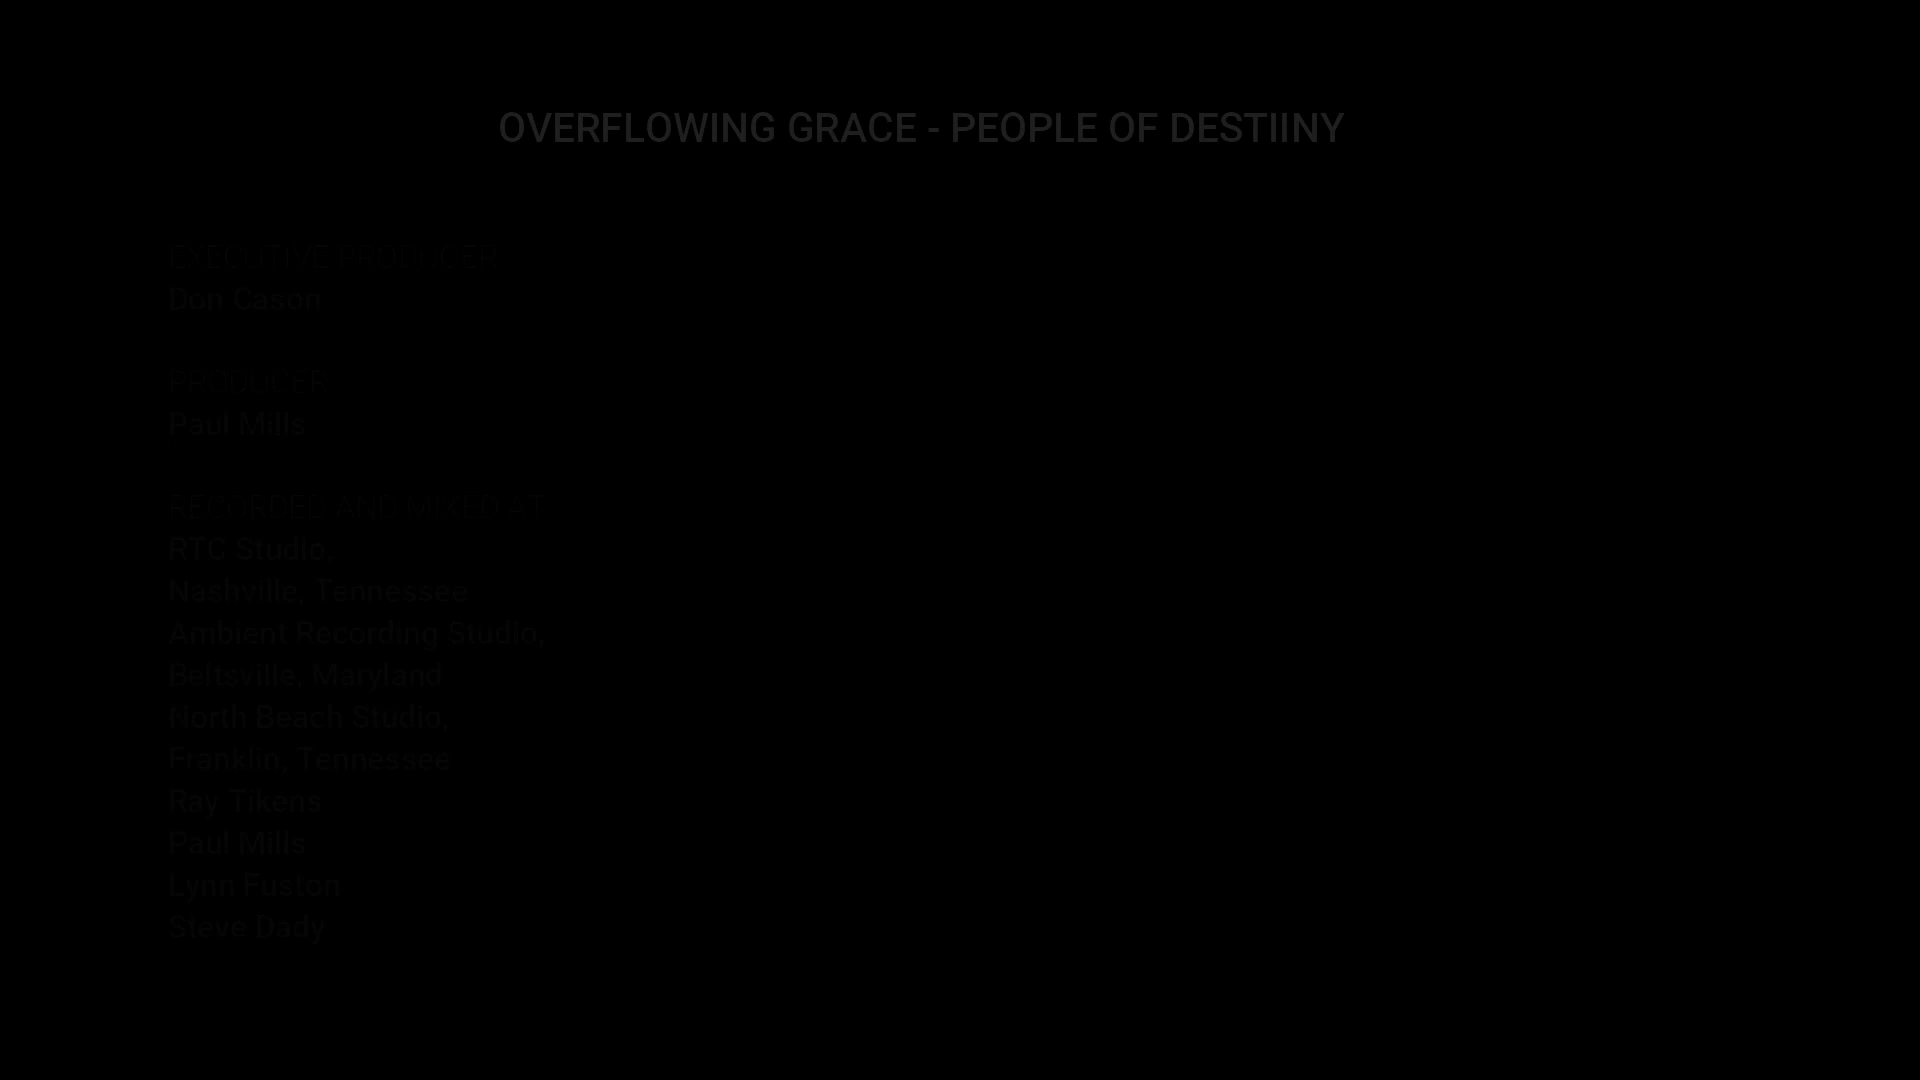 OVERFLOWING GRACE - PEOPLE OF DESTIINY
EXECUTIVE PRODUCER
Don Cason
PRODUCER
Paul Mills
RECORDED AND MIXED AT
RTC Studio,
Nashville, Tennessee
Ambient Recording Studio,
Beltsville. Maryland
North Beach Studio,
Franklin, Tennessee
Ray Tikens
Paul Mills
Lynn Fuston
Steve Dady